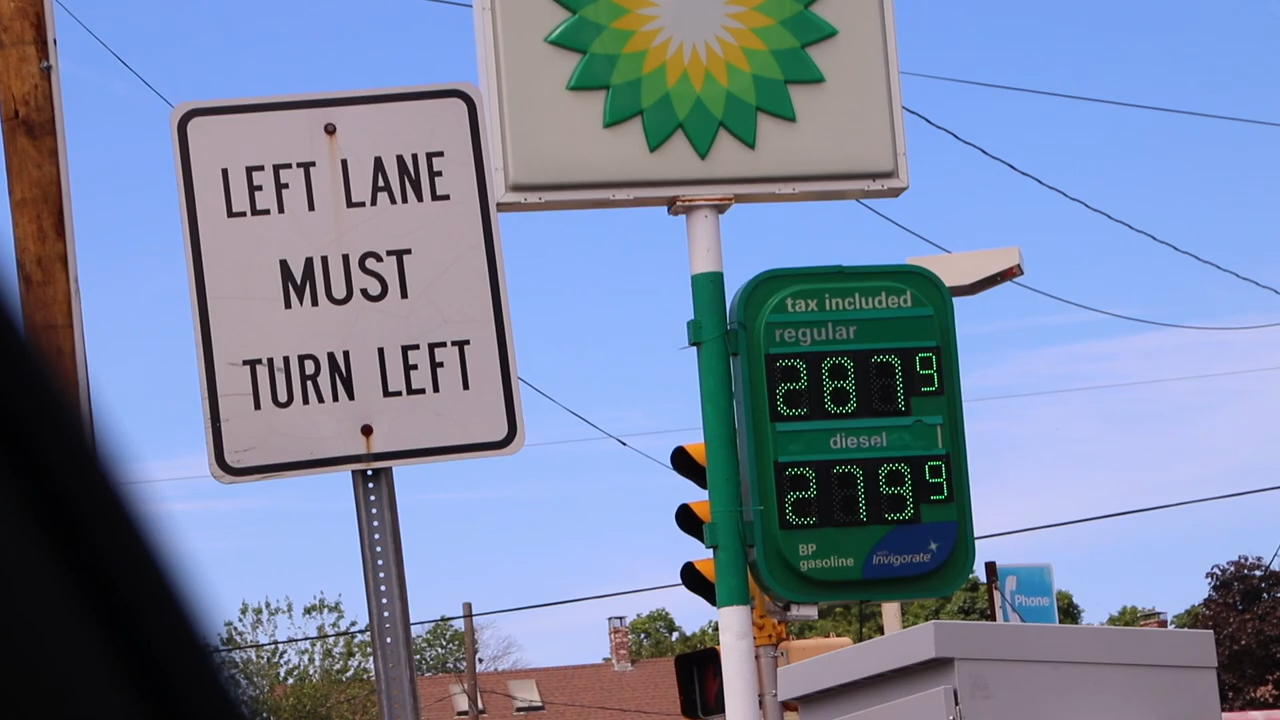 LEFT LANE
MUST
TURN LEFT
tax included
regular
2879
diesel
2799
BP
gasoline
Invigorate
Phone